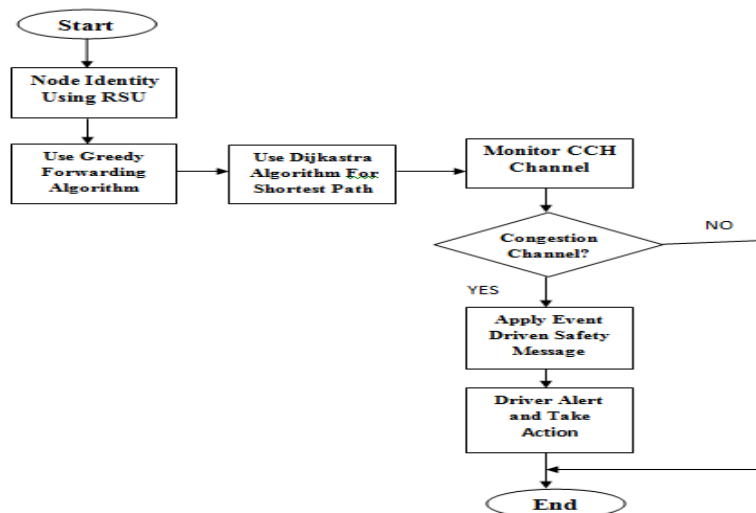 Start
Node Identity
Using RSU
Use Greedy
Forwarding
Algorithm
Use Dijkastra
Algorithm For
Shortest Path
Monitor CCH
Channel
Congestion
Channel?
NO
YES
Apply Event
Driven Safety
Message
Driver Alert
and Take
Action
End